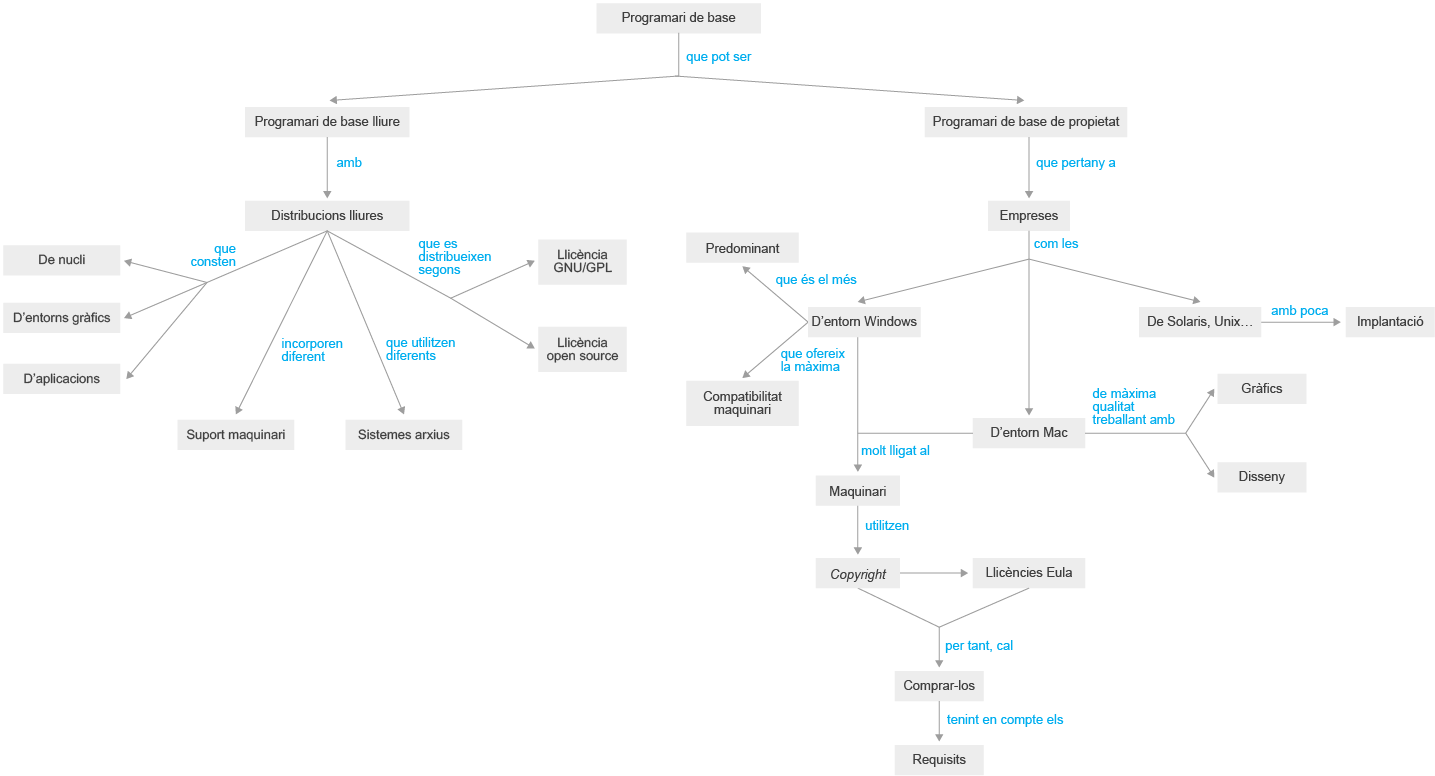 Programari de base
que pot ser
Programari de base lliure
Programari de base de propietat
amb
que pertany a
Distribucions lliures
Empreses
que
consten
que es
distribueixen
segons
com les
De nucli
Llicència
GNU/GPL
Predominant
que és el més
D’entorns gràfics
D’entorn Windows
De Solaris, Unix…
amb poca
Implantació
incorporen
diferent
que utilitzen
diferents
Llicència
open source
que ofereix
la màxima
D’aplicacions
Compatibilitat
maquinari
de màxima
qualitat
treballant amb
Gràfics
Suport maquinari
Sistemes arxius
D’entorn Mac
molt lligat al
Disseny
Maquinari
utilitzen
Copyright
Llicències Eula
per tant, cal
Comprar-los
tenint en compte els
Requisits